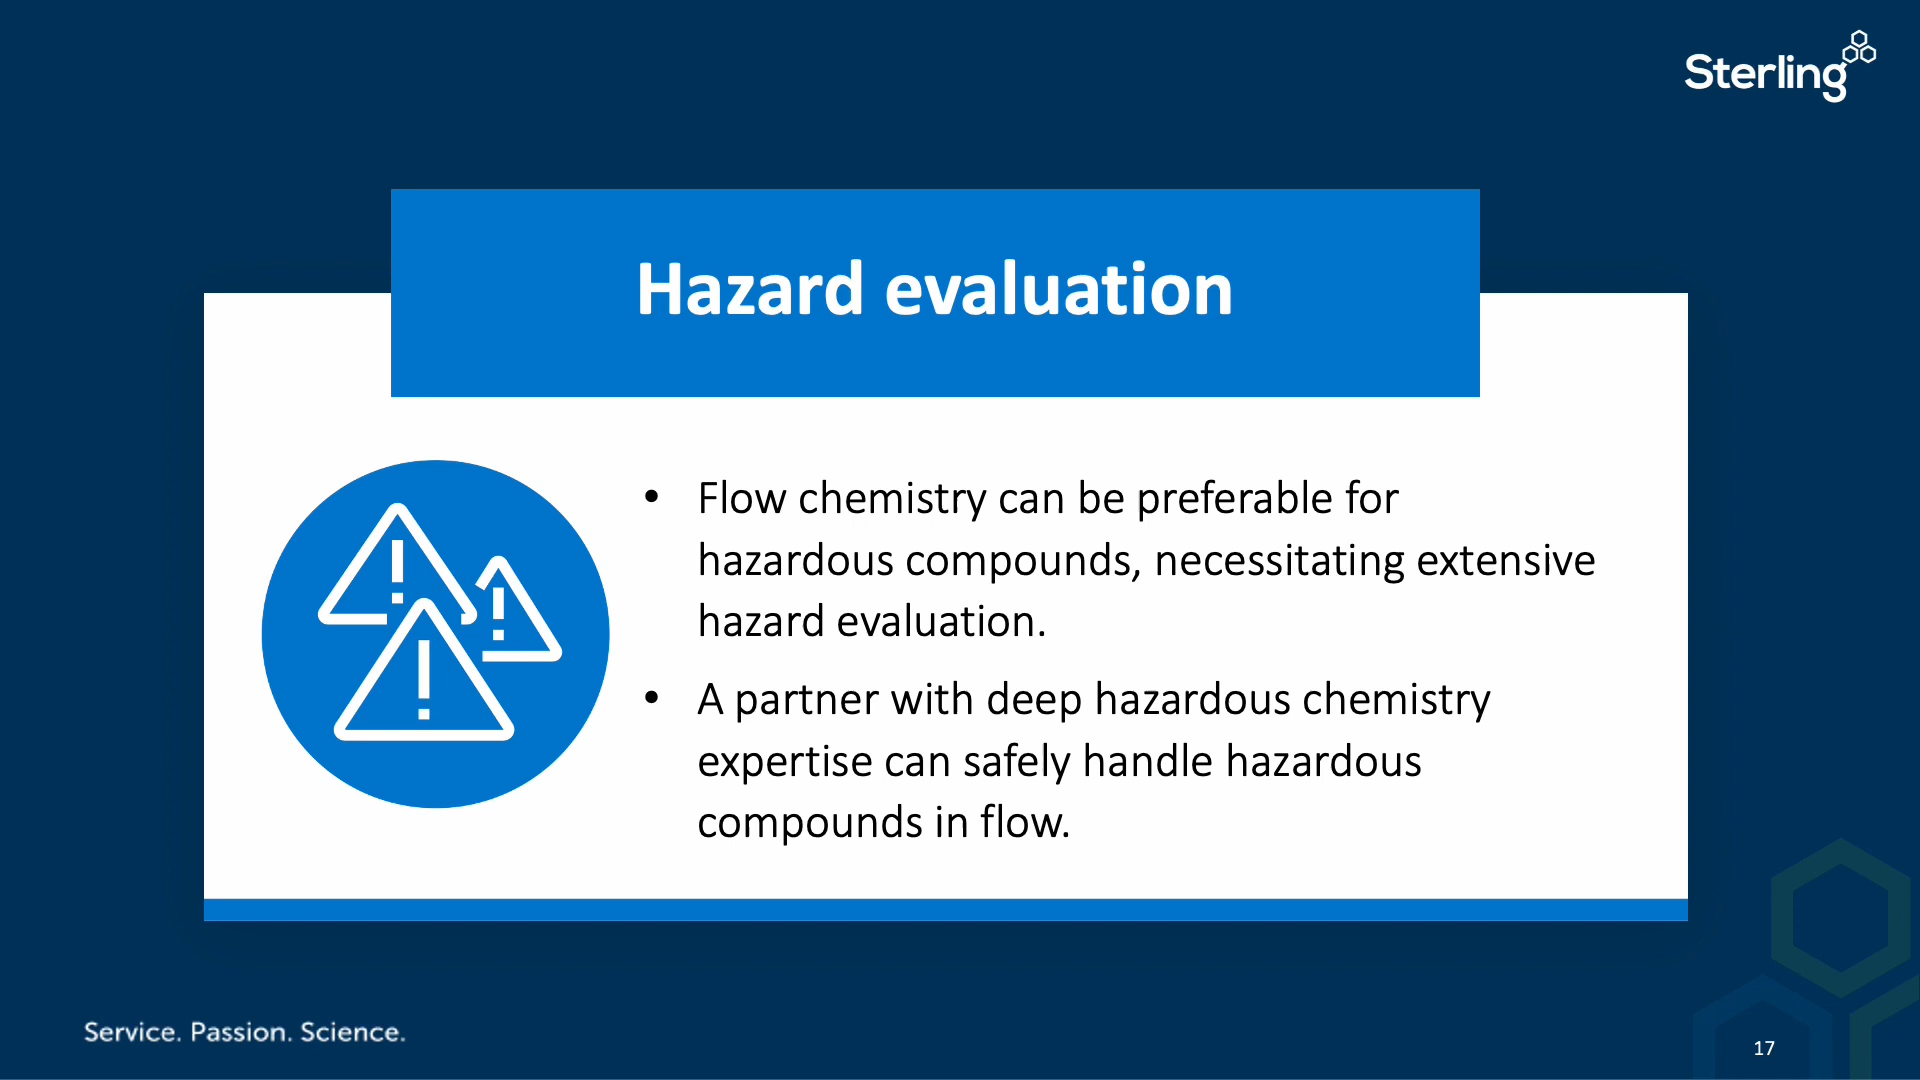 Sterling
Hazard evaluation
• Flow chemistry can be preferable for
hazardous compounds, necessitating extensive
hazard evaluation.
• A partner with deep hazardous chemistry
expertise can safely handle hazardous
compounds in flow.
Service. Passion. Science.
17